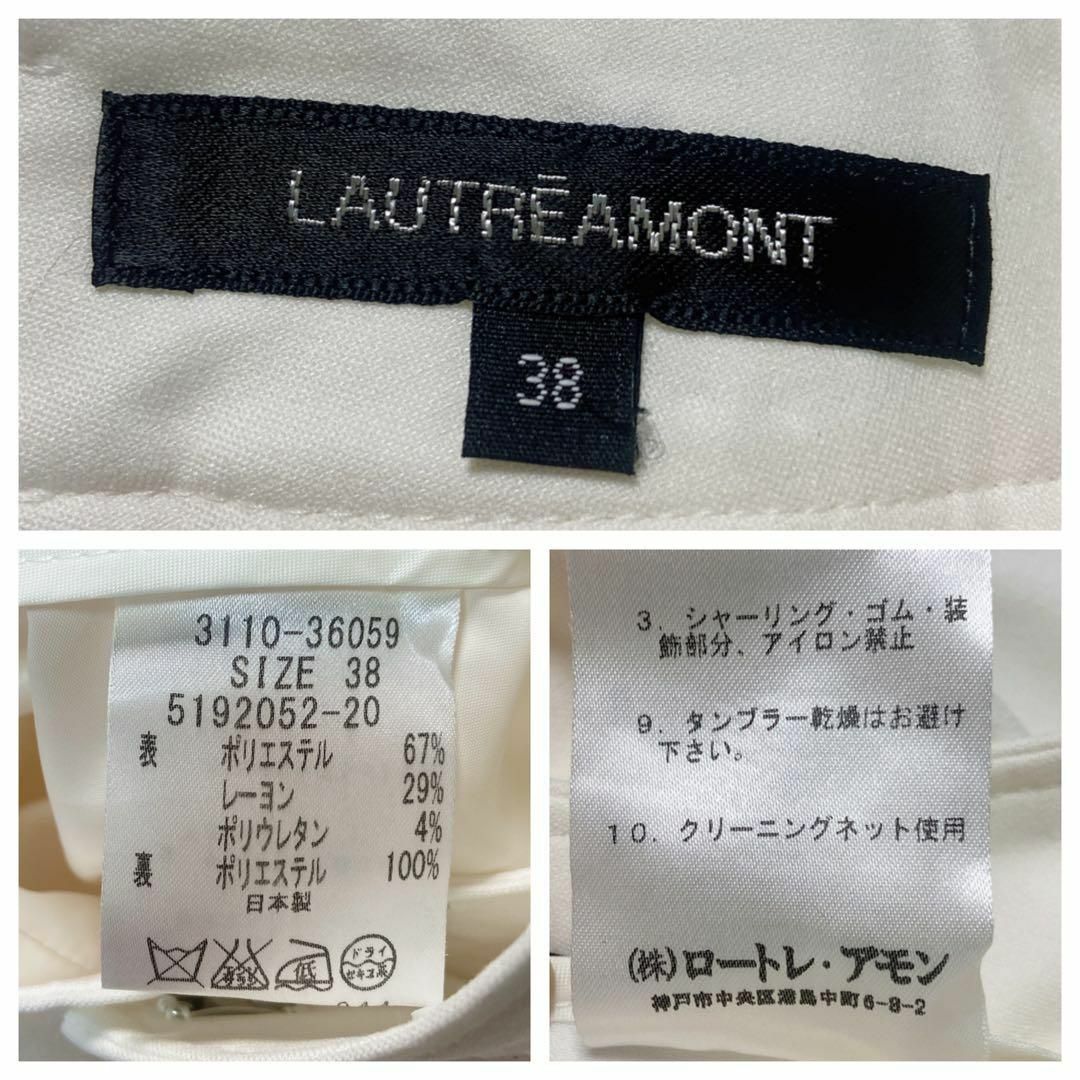 LAUTRĒAMONT
38
3110-36059
SIZE 38
5192052-20
表 ポリエステル 67%
レーヨン 29%
ポリウレタン 4%
裏 ポリエステル 100%
日本製
低
ドライ
セキユ系
3. シャーリング・ゴム・装
飾部分、アイロン禁止
9. タンブラー乾燥はお避け
下さい。
10. クリーニングネット使用
(株)ロートレ・アモン
神戸市中央区港島中町6-8-2